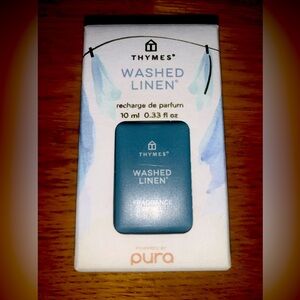 THYMES®
WASHED
LINEN®
recharge de parfum
10 ml 0.33 fl oz
THYMES®
WASHED
LINEN®
FRAGRANCE
POWERED BY
pura